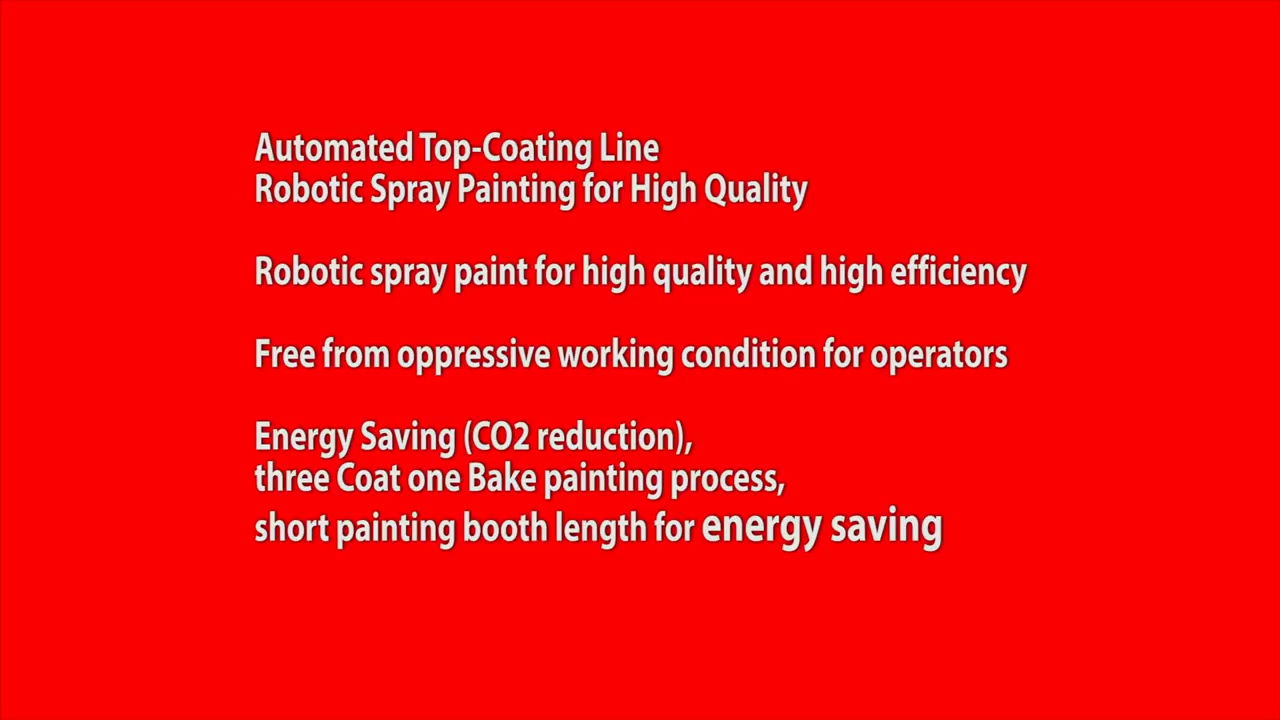 Automated Top-Coating Line
Robotic Spray Painting for High Quality
Robotic spray paint for high quality and high efficiency
Free from oppressive working condition for operators
Energy Saving (CO2 reduction),
three Coat one Bake painting process,
short painting booth length for energy saving